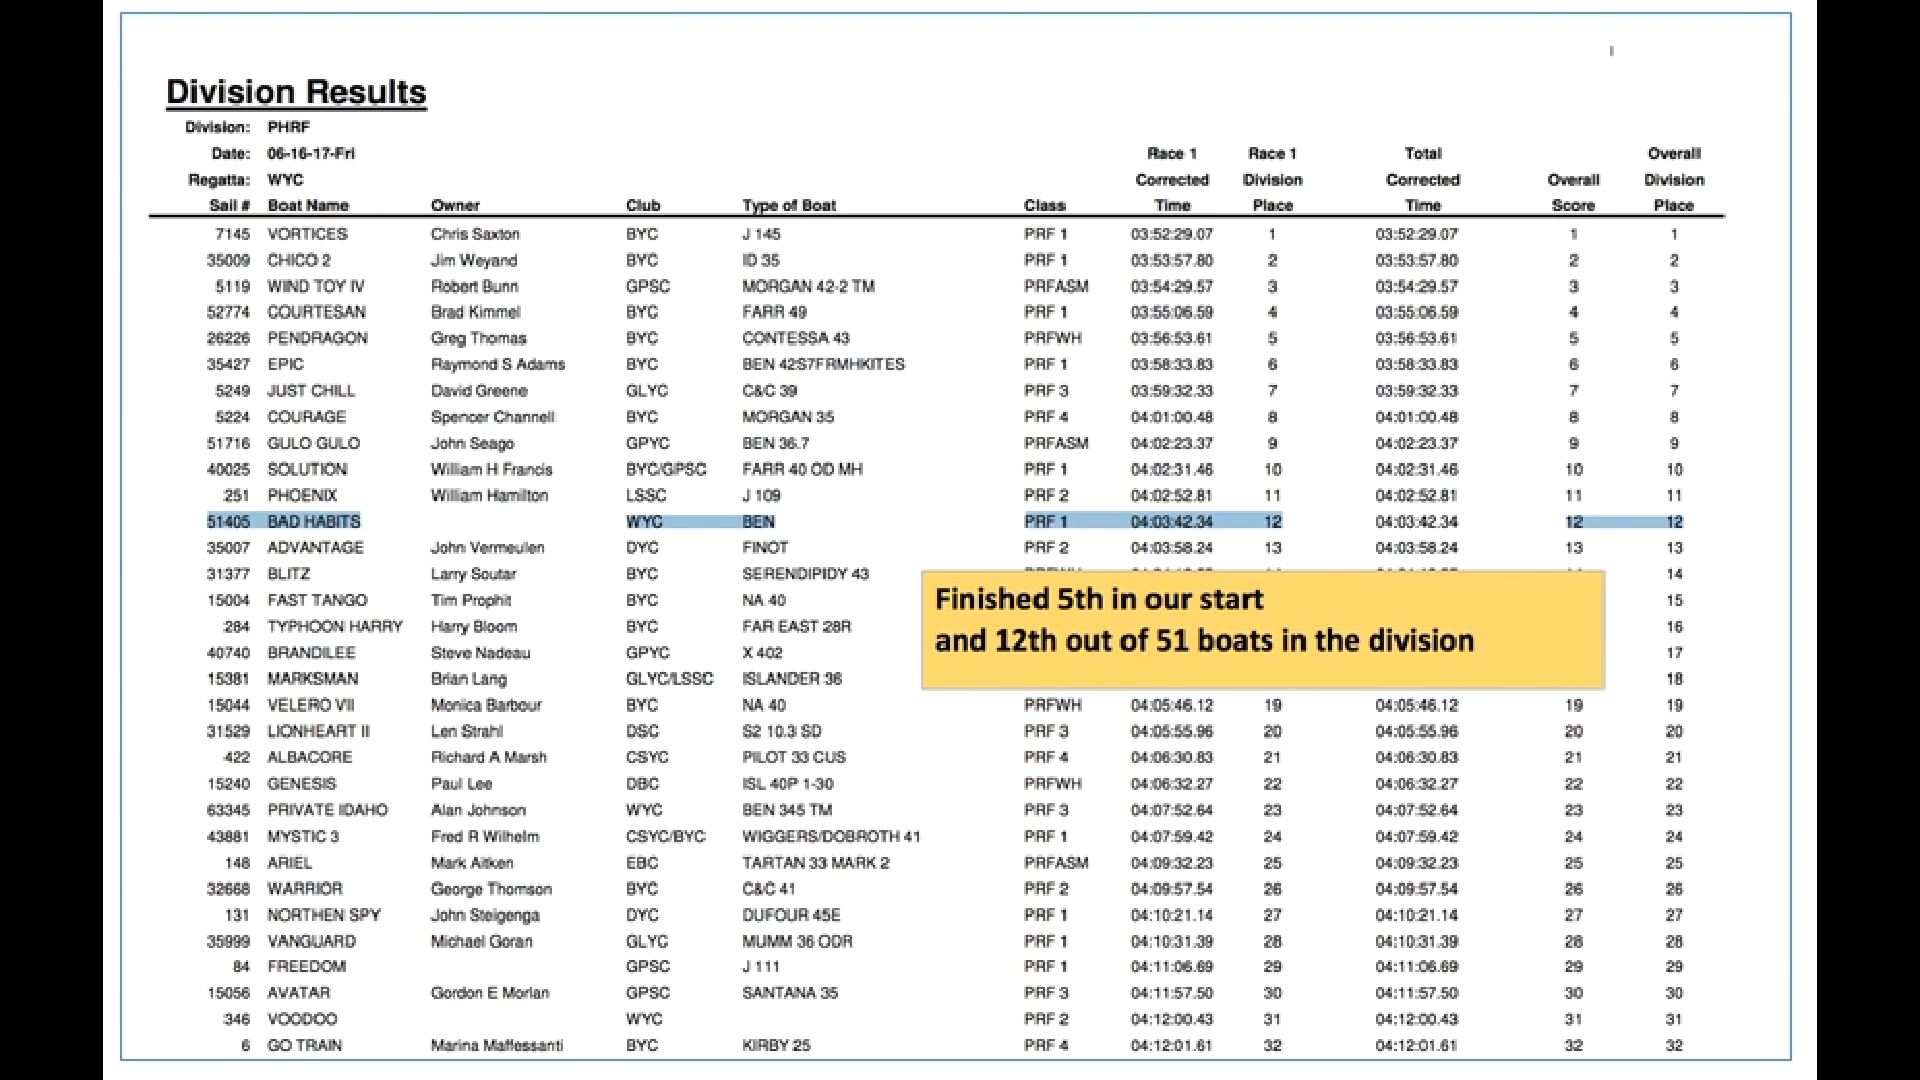 Division Results
Division: PHRF
Date: 06-16-17-Fri Race 1 Race 1 Total Overall
Regatta: WYC Corrected Division Corrected Overall Division
Sail # Boat Name Owner Club Type of Boat Class Time Place Time Score Place
7145 VORTICES Chris Saxton BYC J 145 PRF 1 03:52:29.07 1 03:52:29.07 1 1
35009 CHICO 2 Jim Weyand BYC ID 35 PRF 1 03:53:57.80 2 03:53:57.80 2 2
5119 WIND TOY IV Robert Bunn GPSC MORGAN 42-2 TM PRFASM 03:54:29.57 3 03:54:29.57 3 3
52774 COURTESAN Brad Kimmel BYC FARR 49 PRF 1 03:55:06.59 4 03:55:06.59 4 4
26226 PENDRAGON Greg Thomas BYC CONTESSA 43 PRFWH 03:56:53.61 5 03:56:53.61 5 5
35427 EPIC Raymond S Adams BYC BEN 42S7FRMHKITES PRF 1 03:58:33.83 6 03:58:33.83 6 6
5249 JUST CHILL David Greene GLYC C&C 39 PRF 3 03:59:32.33 7 03:59:32.33 7 7
5224 COURAGE Spencer Channell BYC MORGAN 35 PRF 4 04:01:00.48 8 04:01:00.48 8 8
51716 GULO GULO John Seago GPYC BEN 36.7 PRFASM 04:02:23.37 9 04:02:23.37 9 9
40025 SOLUTION William H Francis BYC/GPSC FARR 40 OD MH PRF 1 04:02:31.46 10 04:02:31.46 10 10
251 PHOENIX William Hamilton LSSC J 109 PRF 2 04:02:52.81 11 04:02:52.81 11 11
51405 BAD HABITS WYC BEN PRF 1 04:03:42.34 12 04:03:42.34 12 12
35007 ADVANTAGE John Vermeulen DYC FINOT PRF 2 04:03:58.24 13 04:03:58.24 13 13
31377 BLITZ Larry Soutar BYC SERENDIPIDY 43 14
15004 FAST TANGO Tim Prophit BYC NA 40 15
284 TYPHOON HARRY Harry Bloom BYC FAR EAST 28R 16
40740 BRANDILEE Steve Nadeau GPYC X 402 17
15381 MARKSMAN Brian Lang GLYC/LSSC ISLANDER 36 18
Finished 5th in our start
and 12th out of 51 boats in the division
15044 VELERO VII Monica Barbour BYC NA 40 PRFWH 04:05:46.12 19 04:05:46.12 19 19
31529 LIONHEART II Len Strahl DSC S2 10.3 SD PRF 3 04:05:55.96 20 04:05:55.96 20 20
422 ALBACORE Richard A Marsh CSYC PILOT 33 CUS PRF 4 04:06:30.83 21 04:06:30.83 21 21
15240 GENESIS Paul Lee DBC ISL 40P 1-30 PRFWH 04:06:32.27 22 04:06:32.27 22 22
63345 PRIVATE IDAHO Alan Johnson WYC BEN 345 TM PRF 3 04:07:52.64 23 04:07:52.64 23 23
43881 MYSTIC 3 Fred R Wilhelm CSYC/BYC WIGGERS/DOBROTH 41 PRF 1 04:07:59.42 24 04:07:59.42 24 24
148 ARIEL Mark Aitken EBC TARTAN 33 MARK 2 PRFASM 04:09:32.23 25 04:09:32.23 25 25
32668 WARRIOR George Thomson BYC C&C 41 PRF 2 04:09:57.54 26 04:09:57.54 26 26
131 NORTHEN SPY John Steigenga DYC DUFOUR 45E PRF 1 04:10:21.14 27 04:10:21.14 27 27
35999 VANGUARD Michael Goran GLYC MUMM 36 ODR PRF 1 04:10:31.39 28 04:10:31.39 28 28
84 FREEDOM GPSC J 111 PRF 1 04:11:06.69 29 04:11:06.69 29 29
15056 AVATAR Gordon E Morlan GPSC SANTANA 35 PRF 3 04:11:57.50 30 04:11:57.50 30 30
346 VOODOO WYC PRF 2 04:12:00.43 31 04:12:00.43 31 31
6 GO TRAIN Marina Maffessanti BYC KIRBY 25 PRF 4 04:12:01.61 32 04:12:01.61 32 32